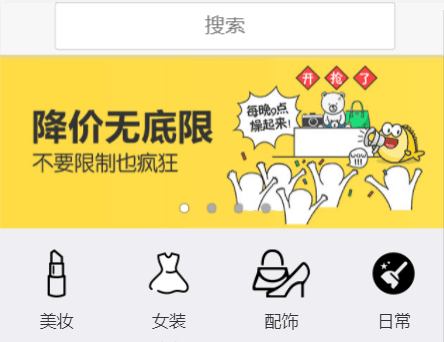 搜索
开 抢 了
每晚0点
燥起来!
降价无底限
不要限制也疯狂
WOW
!!!
美妆 女装 配饰 日常